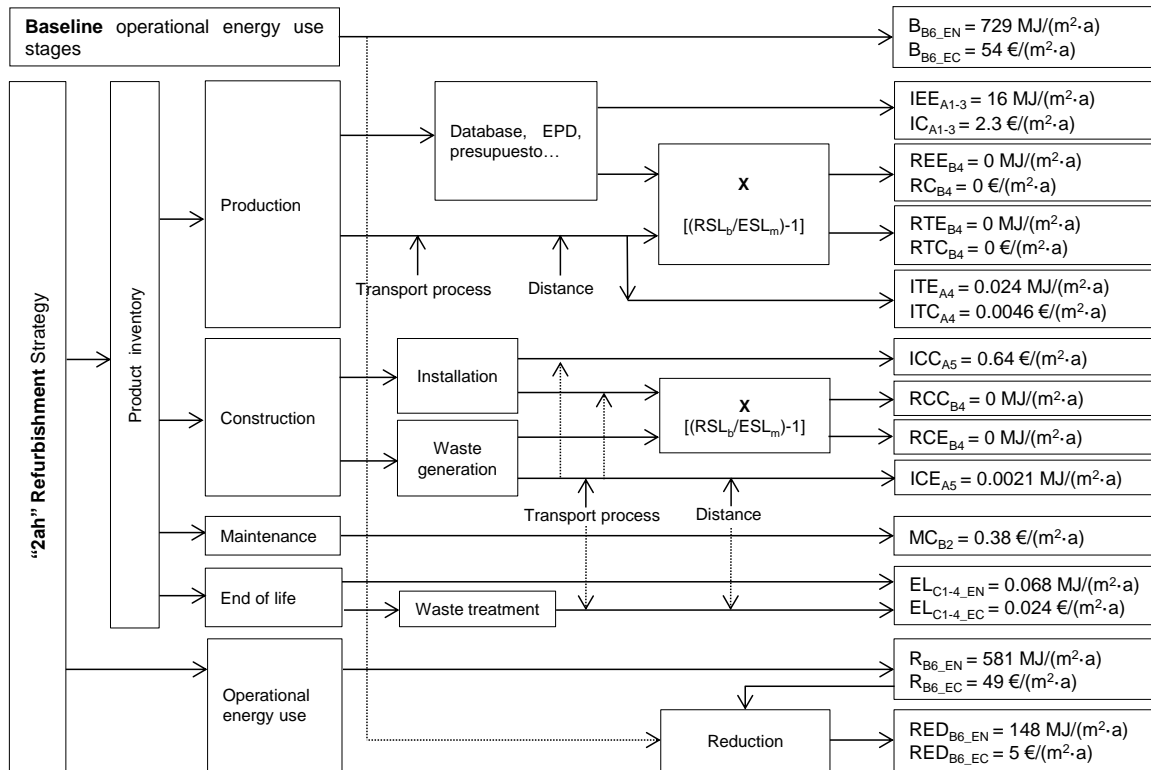 Baseline operational energy use
stages
B_B6_EN = 729 MJ/(m²·a)
B_B6_EC = 54 €/(m²·a)
"2ah" Refurbishment Strategy
Product inventory
Production
Database, EPD,
presupuesto…
IEE_A1-3 = 16 MJ/(m²·a)
IC_A1-3 = 2.3 €/(m²·a)
X
[(RSL_b/ESL_m)-1]
REE_B4 = 0 MJ/(m²·a)
RC_B4 = 0 €/(m²·a)
RTE_B4 = 0 MJ/(m²·a)
RTC_B4 = 0 €/(m²·a)
Transport process
Distance
ITE_A4 = 0.024 MJ/(m²·a)
ITC_A4 = 0.0046 €/(m²·a)
Construction
Installation
ICC_A5 = 0.64 €/(m²·a)
X
[(RSL_b/ESL_m)-1]
RCC_B4 = 0 MJ/(m²·a)
Waste
generation
RCE_B4 = 0 MJ/(m²·a)
ICE_A5 = 0.0021 MJ/(m²·a)
Transport process
Distance
Maintenance
MC_B2 = 0.38 €/(m²·a)
End of life
Waste treatment
EL_C1-4_EN = 0.068 MJ/(m²·a)
EL_C1-4_EC = 0.024 €/(m²·a)
Operational
energy use
R_B6_EN = 581 MJ/(m²·a)
R_B6_EC = 49 €/(m²·a)
Reduction
RED_B6_EN = 148 MJ/(m²·a)
RED_B6_EC = 5 €/(m²·a)